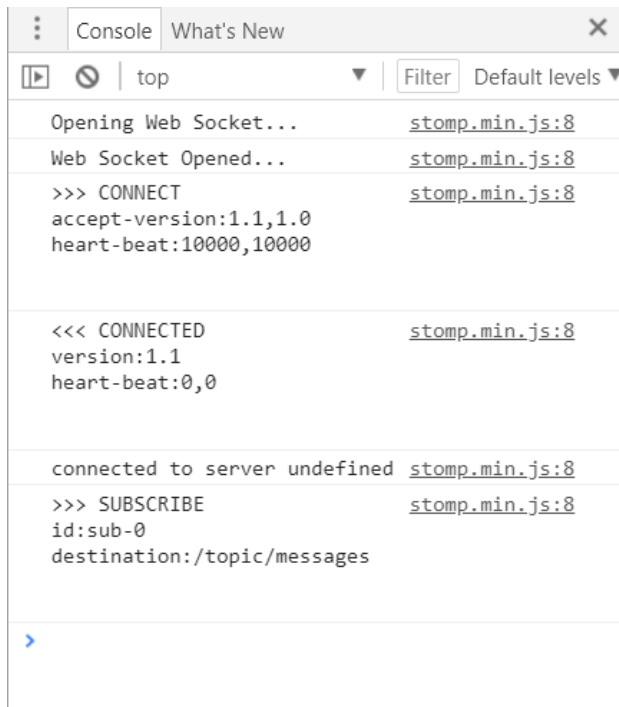 Console What's New
top Filter Default levels
Opening Web Socket... stomp.min.js:8
Web Socket Opened... stomp.min.js:8
>>> CONNECT stomp.min.js:8
accept-version:1.1,1.0
heart-beat:10000,10000
<<< CONNECTED stomp.min.js:8
version:1.1
heart-beat:0,0
connected to server undefined stomp.min.js:8
>>> SUBSCRIBE stomp.min.js:8
id:sub-0
destination:/topic/messages